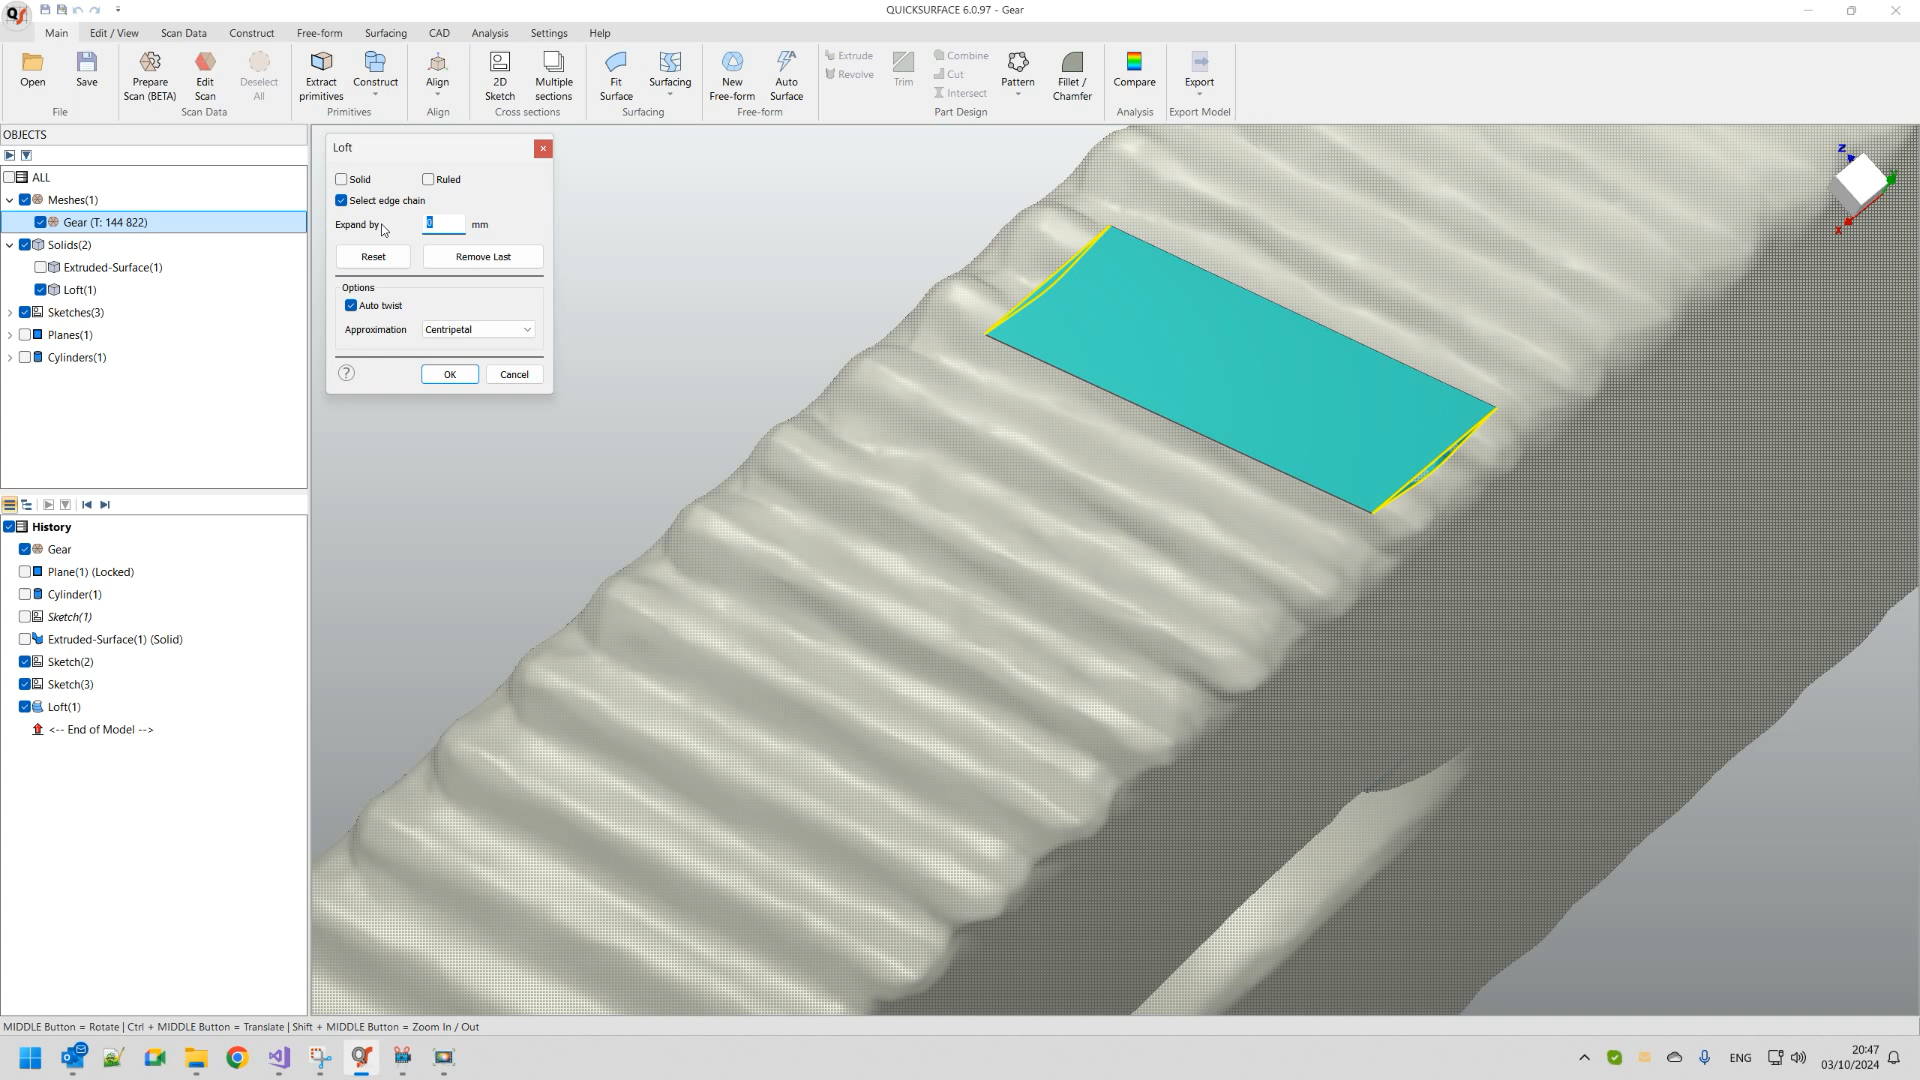 QUICKSURFACE 6.0.97 - Gear
Main Edit / View Scan Data Construct Free-form Surfacing CAD Analysis Settings Help
Open Save Prepare Scan (BETA) Edit Scan Deselect All Extract primitives Construct Align 2D Sketch Multiple sections Fit Surface Surfacing New Free-form Auto Surface Extrude Revolve Trim Combine Cut Intersect Pattern Fillet / Chamfer Compare Export
File Scan Data Primitives Align Cross sections Surfacing Free-form Part Design Analysis Export Model
OBJECTS
ALL
Meshes(1)
Gear (T: 144 822)
Solids(2)
Extruded-Surface(1)
Loft(1)
Sketches(3)
Planes(1)
Cylinders(1)
History
Gear
Plane(1) (Locked)
Cylinder(1)
Sketch(1)
Extruded-Surface(1) (Solid)
Sketch(2)
Sketch(3)
Loft(1)
<-- End of Model -->
Loft
Solid Ruled
Select edge chain
Expand by 0 mm
Reset Remove Last
Options
Auto twist
Approximation Centripetal
? OK Cancel
Z
X
MIDDLE Button = Rotate | Ctrl + MIDDLE Button = Translate | Shift + MIDDLE Button = Zoom In / Out
ENG
20:47
03/10/2024